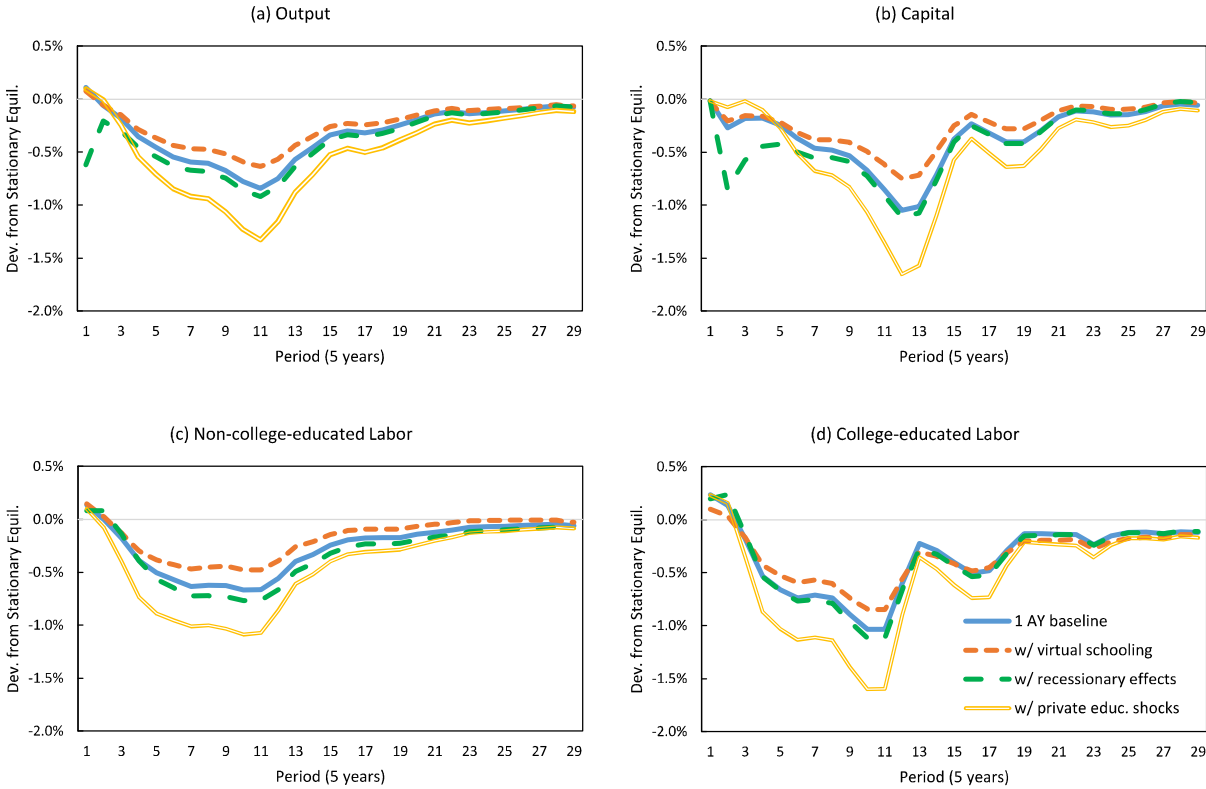 (a) Output
Dev. from Stationary Equil.
0.5%
0.0%
-0.5%
-1.0%
-1.5%
-2.0%
1 3 5 7 9 11 13 15 17 19 21 23 25 27 29
Period (5 years)
(b) Capital
Dev. from Stationary Equil.
0.5%
0.0%
-0.5%
-1.0%
-1.5%
-2.0%
1 3 5 7 9 11 13 15 17 19 21 23 25 27 29
Period (5 years)
(c) Non-college-educated Labor
Dev. from Stationary Equil.
0.5%
0.0%
-0.5%
-1.0%
-1.5%
-2.0%
1 3 5 7 9 11 13 15 17 19 21 23 25 27 29
Period (5 years)
(d) College-educated Labor
Dev. from Stationary Equil.
0.5%
0.0%
-0.5%
-1.0%
-1.5%
-2.0%
1 AY baseline
w/ virtual schooling
w/ recessionary effects
w/ private educ. shocks
1 3 5 7 9 11 13 15 17 19 21 23 25 27 29
Period (5 years)